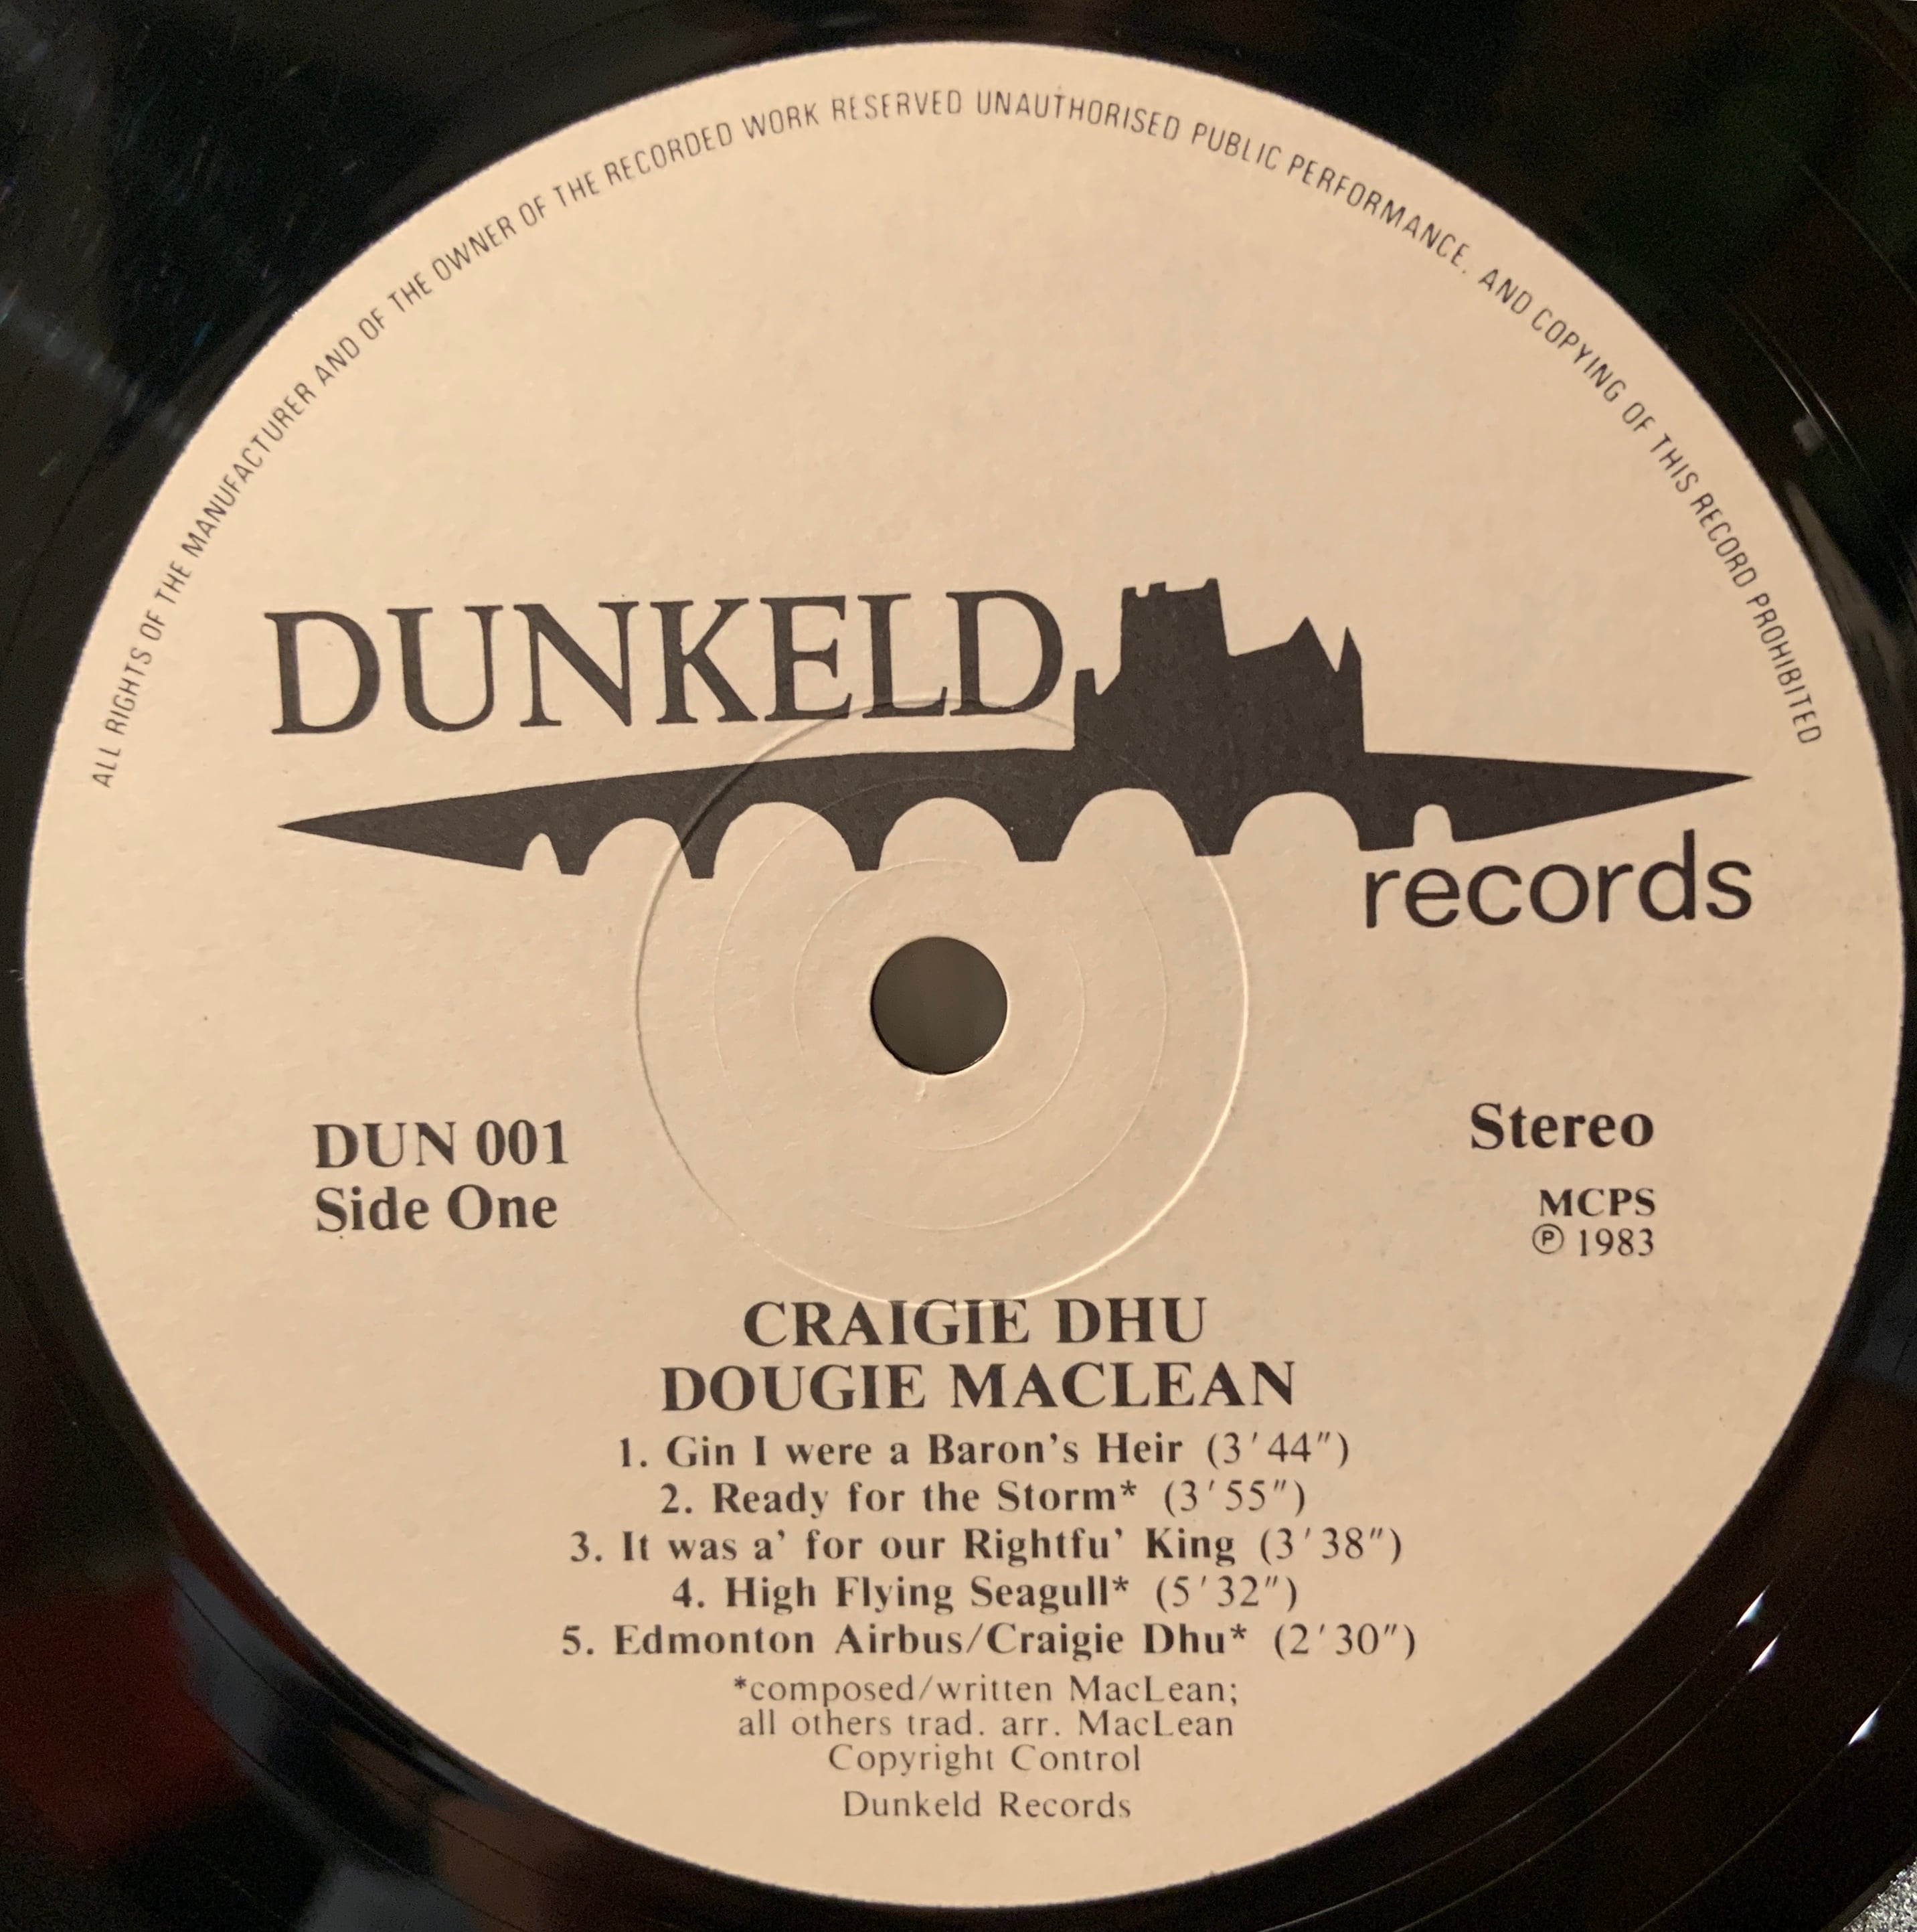 ALL RIGHTS OF THE MANUFACTURER AND OF THE OWNER OF THE RECORDED WORK RESERVED UNAUTHORISED PUBLIC PERFORMANCE. AND COPYING OF THIS RECORD PROHIBITED
DUNKELD
records
DUN 001
Side One
Stereo
MCPS
℗ 1983
CRAIGIE DHU
DOUGIE MACLEAN
1. Gin I were a Baron's Heir (3'44")
2. Ready for the Storm* (3'55")
3. It was a' for our Rightfu' King (3'38")
4. High Flying Seagull* (5'32")
5. Edmonton Airbus/Craigie Dhu* (2'30")
*composed/written MacLean;
all others trad. arr. MacLean
Copyright Control
Dunkeld Records